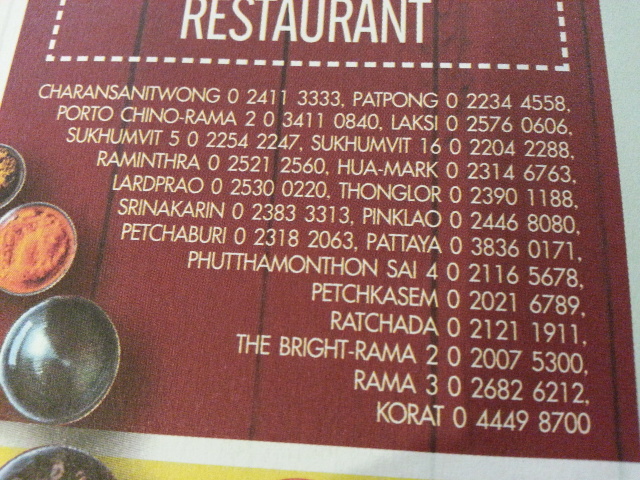 RESTAURANT
CHARANSANITWONG 0 2411 3333, PATPONG 0 2234 4558,
PORTO CHINO-RAMA 2 0 3411 0840, LAKSI 0 2576 0606,
SUKHUMVIT 5 0 2254 2247, SUKHUMVIT 16 0 2204 2288,
RAMINTHRA 0 2521 2560, HUA-MARK 0 2314 6763,
LARDPRAO 0 2530 0220, THONGLOR 0 2390 1188,
SRINAKARIN 0 2383 3313, PINKLAO 0 2446 8080,
PETCHABURI 0 2318 2063, PATTAYA 0 3836 0171,
PHUTTHAMONTHON SAI 4 0 2116 5678,
PETCHKASEM 0 2021 6789,
RATCHADA 0 2121 1911,
THE BRIGHT-RAMA 2 0 2007 5300,
RAMA 3 0 2682 6212,
KORAT 0 4449 8700